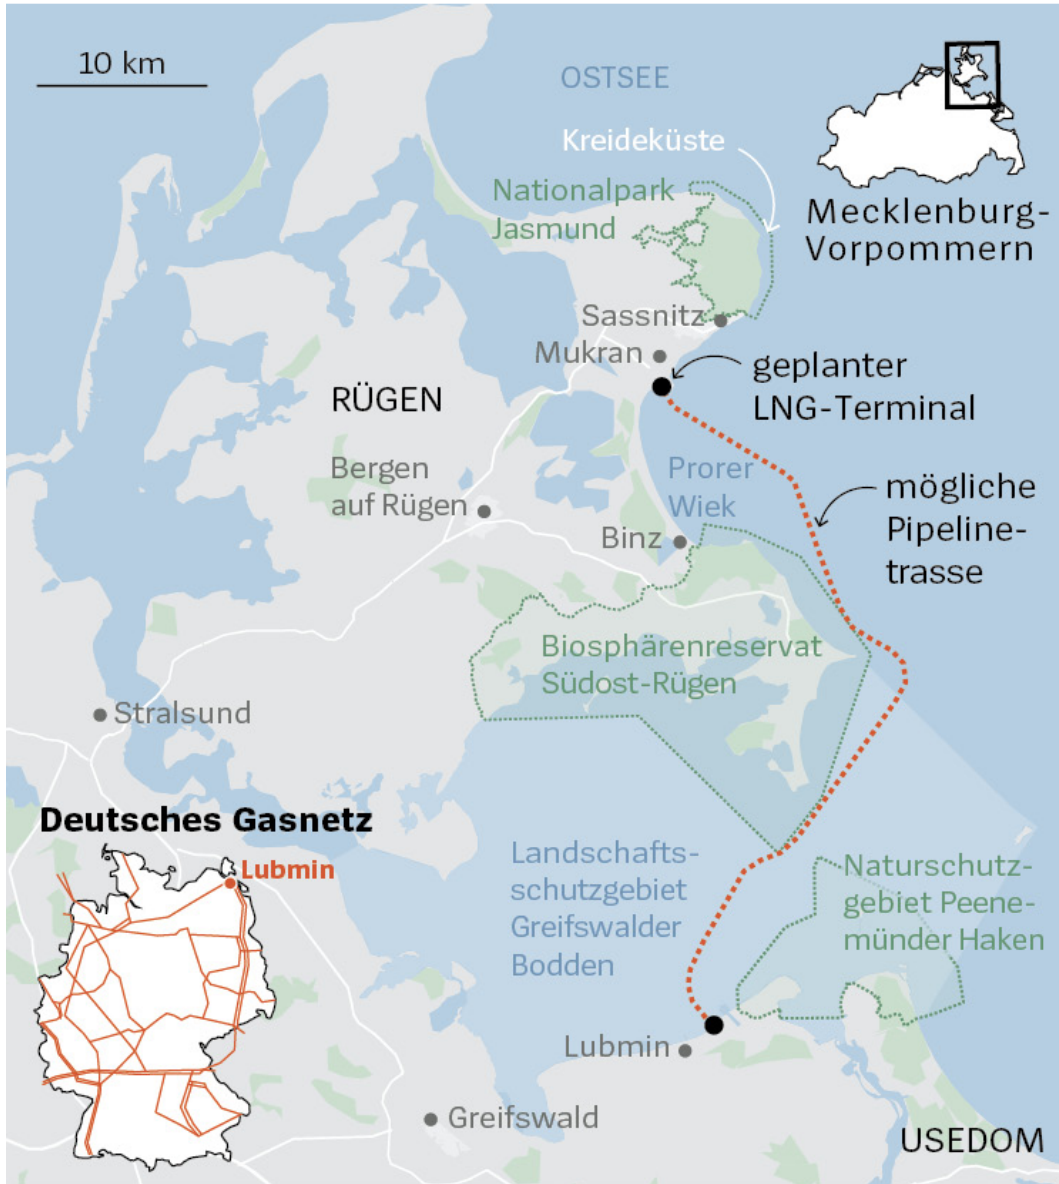 10 km
OSTSEE
Kreideküste
Nationalpark
Jasmund
Mecklenburg-
Vorpommern
Sassnitz
Mukran
geplanter
LNG-Terminal
RÜGEN
Bergen
auf Rügen
Prorer
Wiek
mögliche
Pipeline-
trasse
Binz
Biosphärenreservat
Südost-Rügen
Stralsund
Deutsches Gasnetz
Lubmin
Landschafts-
schutzgebiet
Greifswalder
Bodden
Naturschutz-
gebiet Peene-
münder Haken
Lubmin
Greifswald
USEDOM